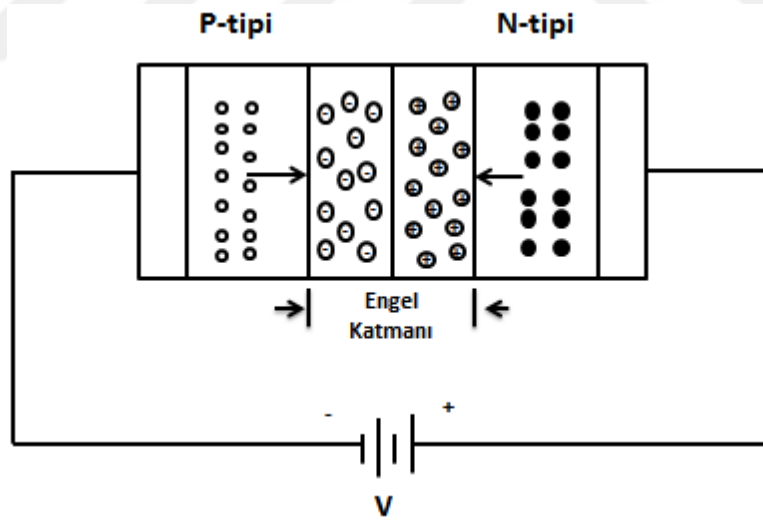 P-tipi N-tipi
Engel
Katmanı
- +
V